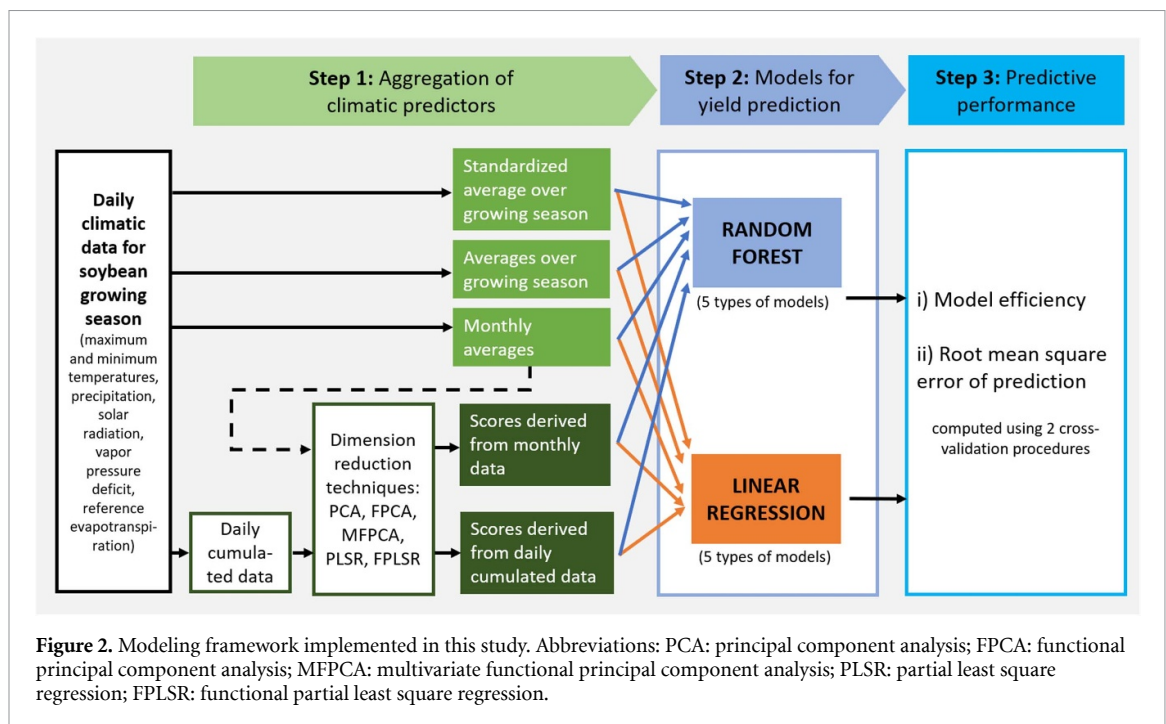 Step 1: Aggregation of
climatic predictors
Step 2: Models for
yield prediction
Step 3: Predictive
performance
Daily
climatic data for
soybean
growing
season
(maximum
and minimum
temperatures,
precipitation,
solar
radiation,
vapor
pressure
deficit,
reference
evapotranspi-
ration)
Standardized
average over
growing season
Averages over
growing season
Monthly
averages
Daily
cumula-
ted data
Dimension
reduction
techniques:
PCA, FPCA,
MFPCA,
PLSR, FPLSR
Scores derived
from monthly
data
Scores derived
from daily
cumulated data
RANDOM
FOREST
(5 types of models)
LINEAR
REGRESSION
(5 types of models)
i) Model efficiency
ii) Root mean square
error of prediction
computed using 2 cross-
validation procedures
Figure 2. Modeling framework implemented in this study. Abbreviations: PCA: principal component analysis; FPCA: functional
principal component analysis; MFPCA: multivariate functional principal component analysis; PLSR: partial least square
regression; FPLSR: functional partial least square regression.